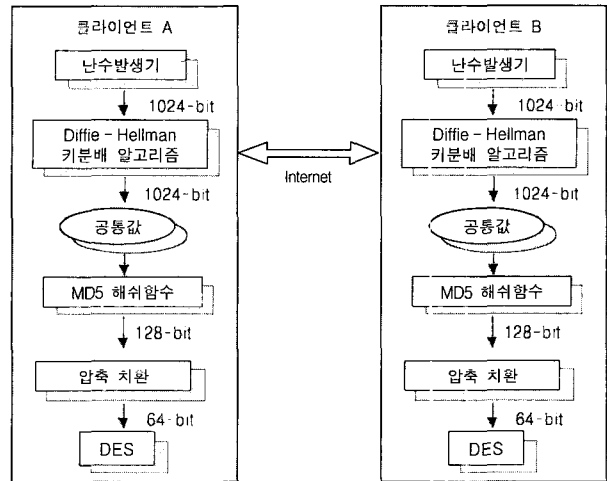 클라이언트 A
난수발생기
1024-bit
Diffie-Hellman
키분배 알고리즘
1024-bit
공통값
MD5 해쉬함수
128-bit
압축 치환
64-bit
DES
Internet
클라이언트 B
난수발생기
1024-bit
Diffie-Hellman
키분배 알고리즘
1024-bit
공통값
MD5 해쉬함수
128-bit
압축 치환
64-bit
DES